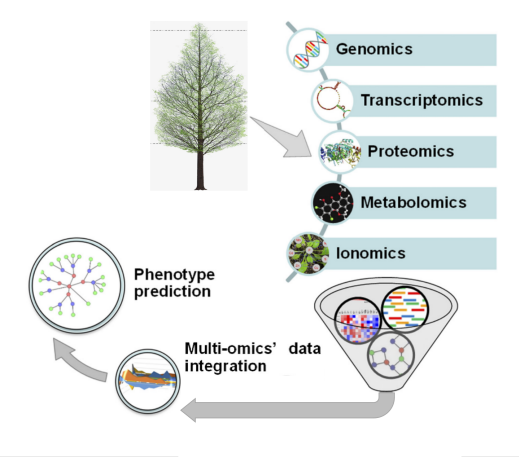 Genomics
Transcriptomics
Proteomics
Metabolomics
Ionomics
Phenotype
prediction
Multi-omics' data
integration